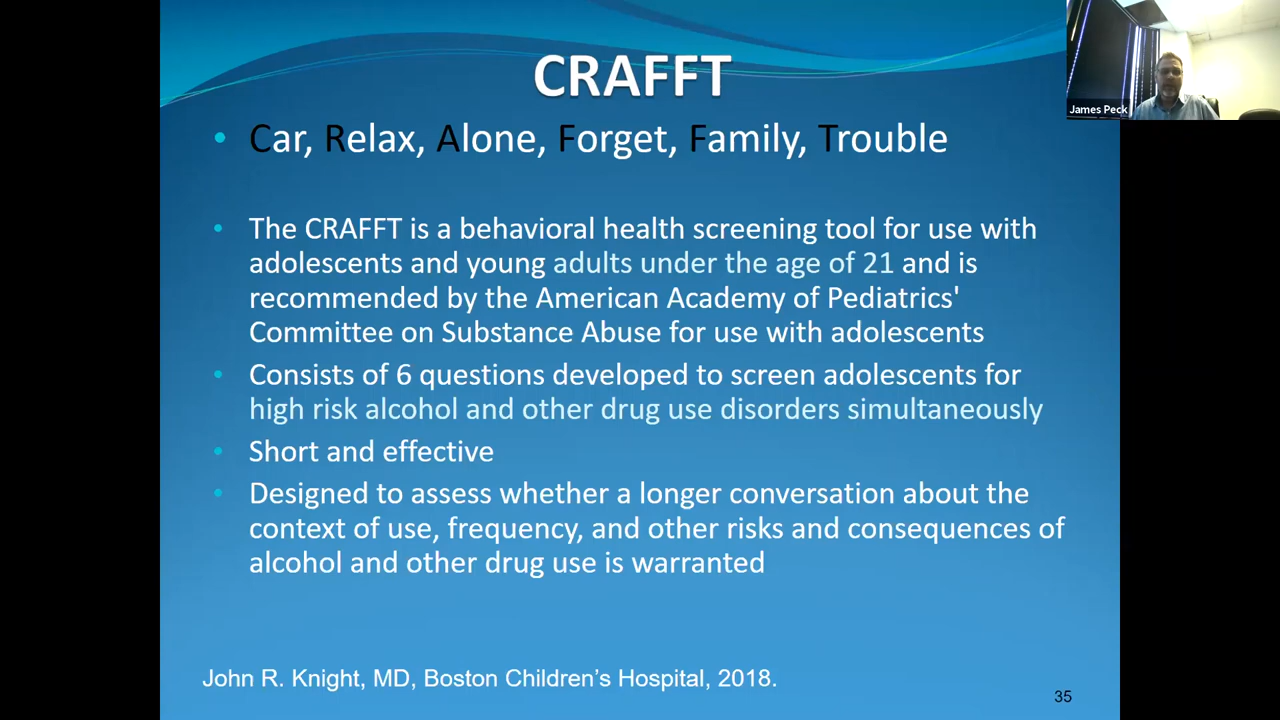 CRAFFT
James Peck
• Car, Relax, Alone, Forget, Family, Trouble
• The CRAFFT is a behavioral health screening tool for use with
adolescents and young adults under the age of 21 and is
recommended by the American Academy of Pediatrics'
Committee on Substance Abuse for use with adolescents
• Consists of 6 questions developed to screen adolescents for
high risk alcohol and other drug use disorders simultaneously
• Short and effective
• Designed to assess whether a longer conversation about the
context of use, frequency, and other risks and consequences of
alcohol and other drug use is warranted
John R. Knight, MD, Boston Children’s Hospital, 2018.
35